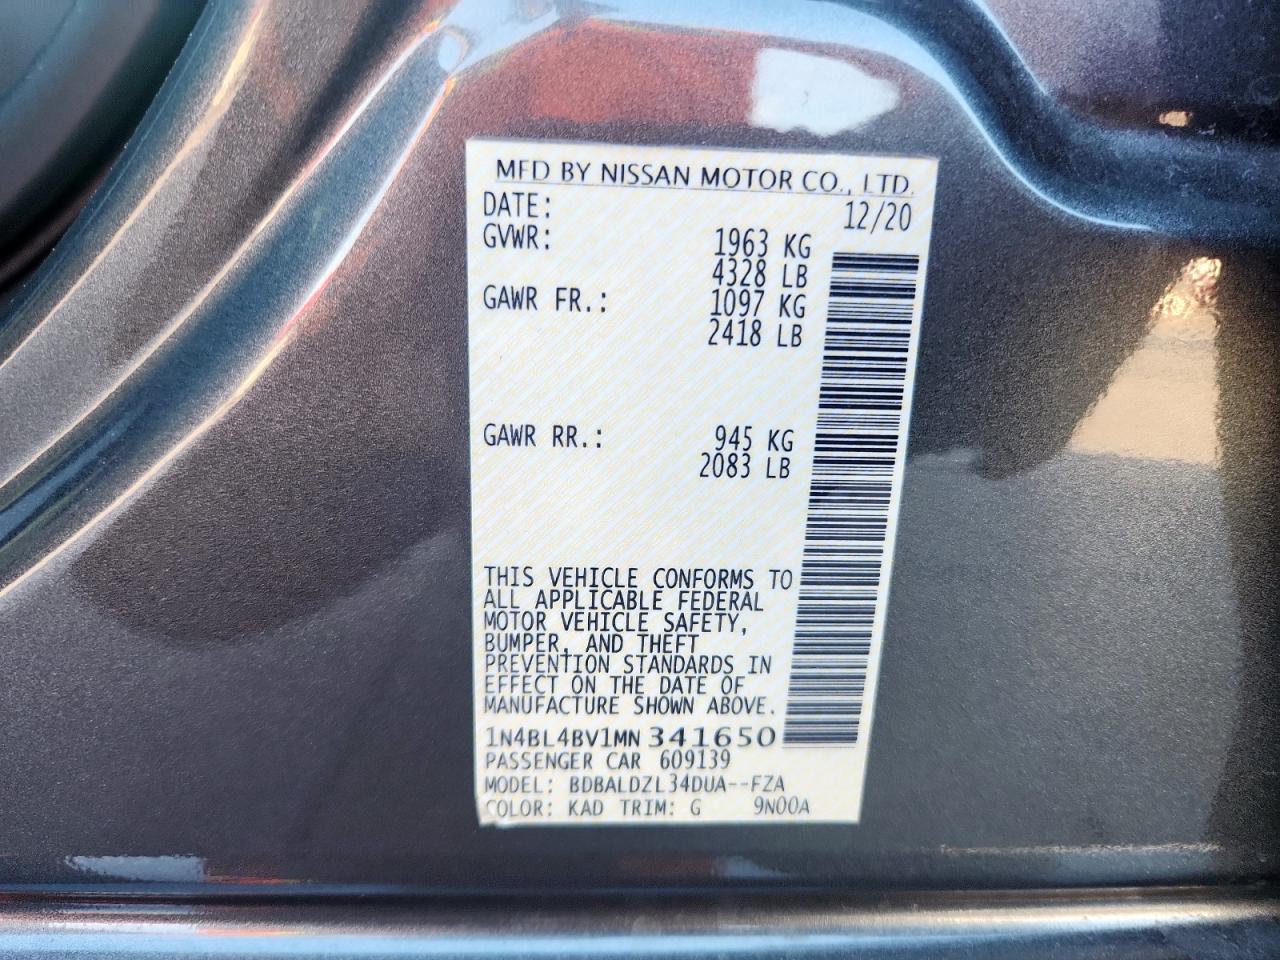 MFD BY NISSAN MOTOR CO., LTD.
DATE: 12/20
GVWR: 1963 KG
4328 LB
GAWR FR.: 1097 KG
2418 LB
GAWR RR.: 945 KG
2083 LB
THIS VEHICLE CONFORMS TO
ALL APPLICABLE FEDERAL
MOTOR VEHICLE SAFETY,
BUMPER, AND THEFT
PREVENTION STANDARDS IN
EFFECT ON THE DATE OF
MANUFACTURE SHOWN ABOVE.
1N4BL4BV1MN341650
PASSENGER CAR 609139
MODEL: BDBALDZL34DUA--FZA
COLOR: KAD TRIM: G 9N00A